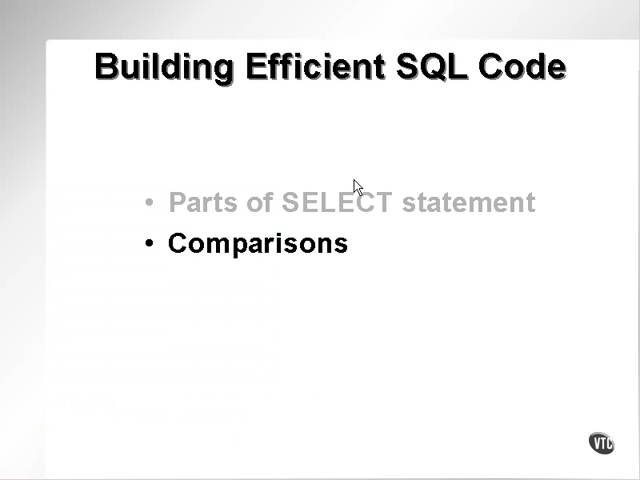 Building Efficient SQL Code
• Parts of SELECT statement
• Comparisons
VTC